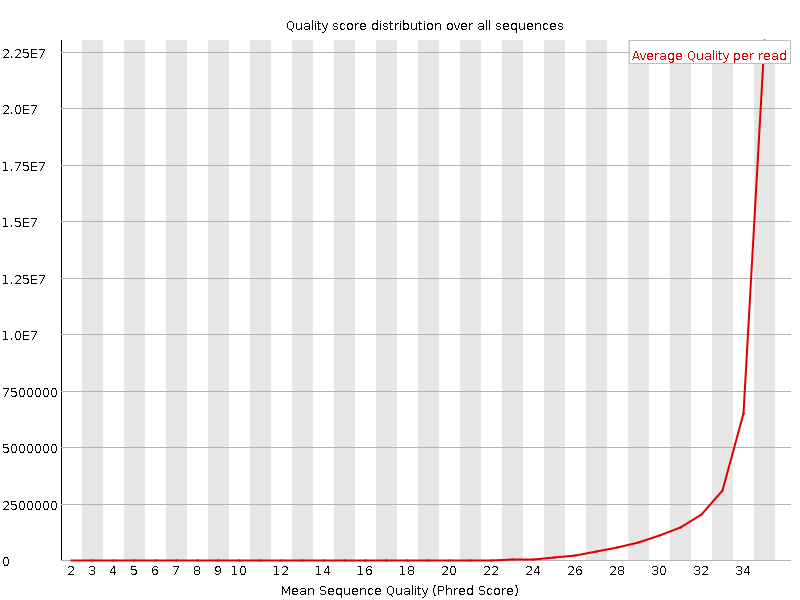 Quality score distribution over all sequences
Average Quality per read
2.25E7
2.0E7
1.75E7
1.5E7
1.25E7
1.0E7
7500000
5000000
2500000
0
2 3 4 5 6 7 8 9 10 12 14 16 18 20 22 24 26 28 30 32 34
Mean Sequence Quality (Phred Score)